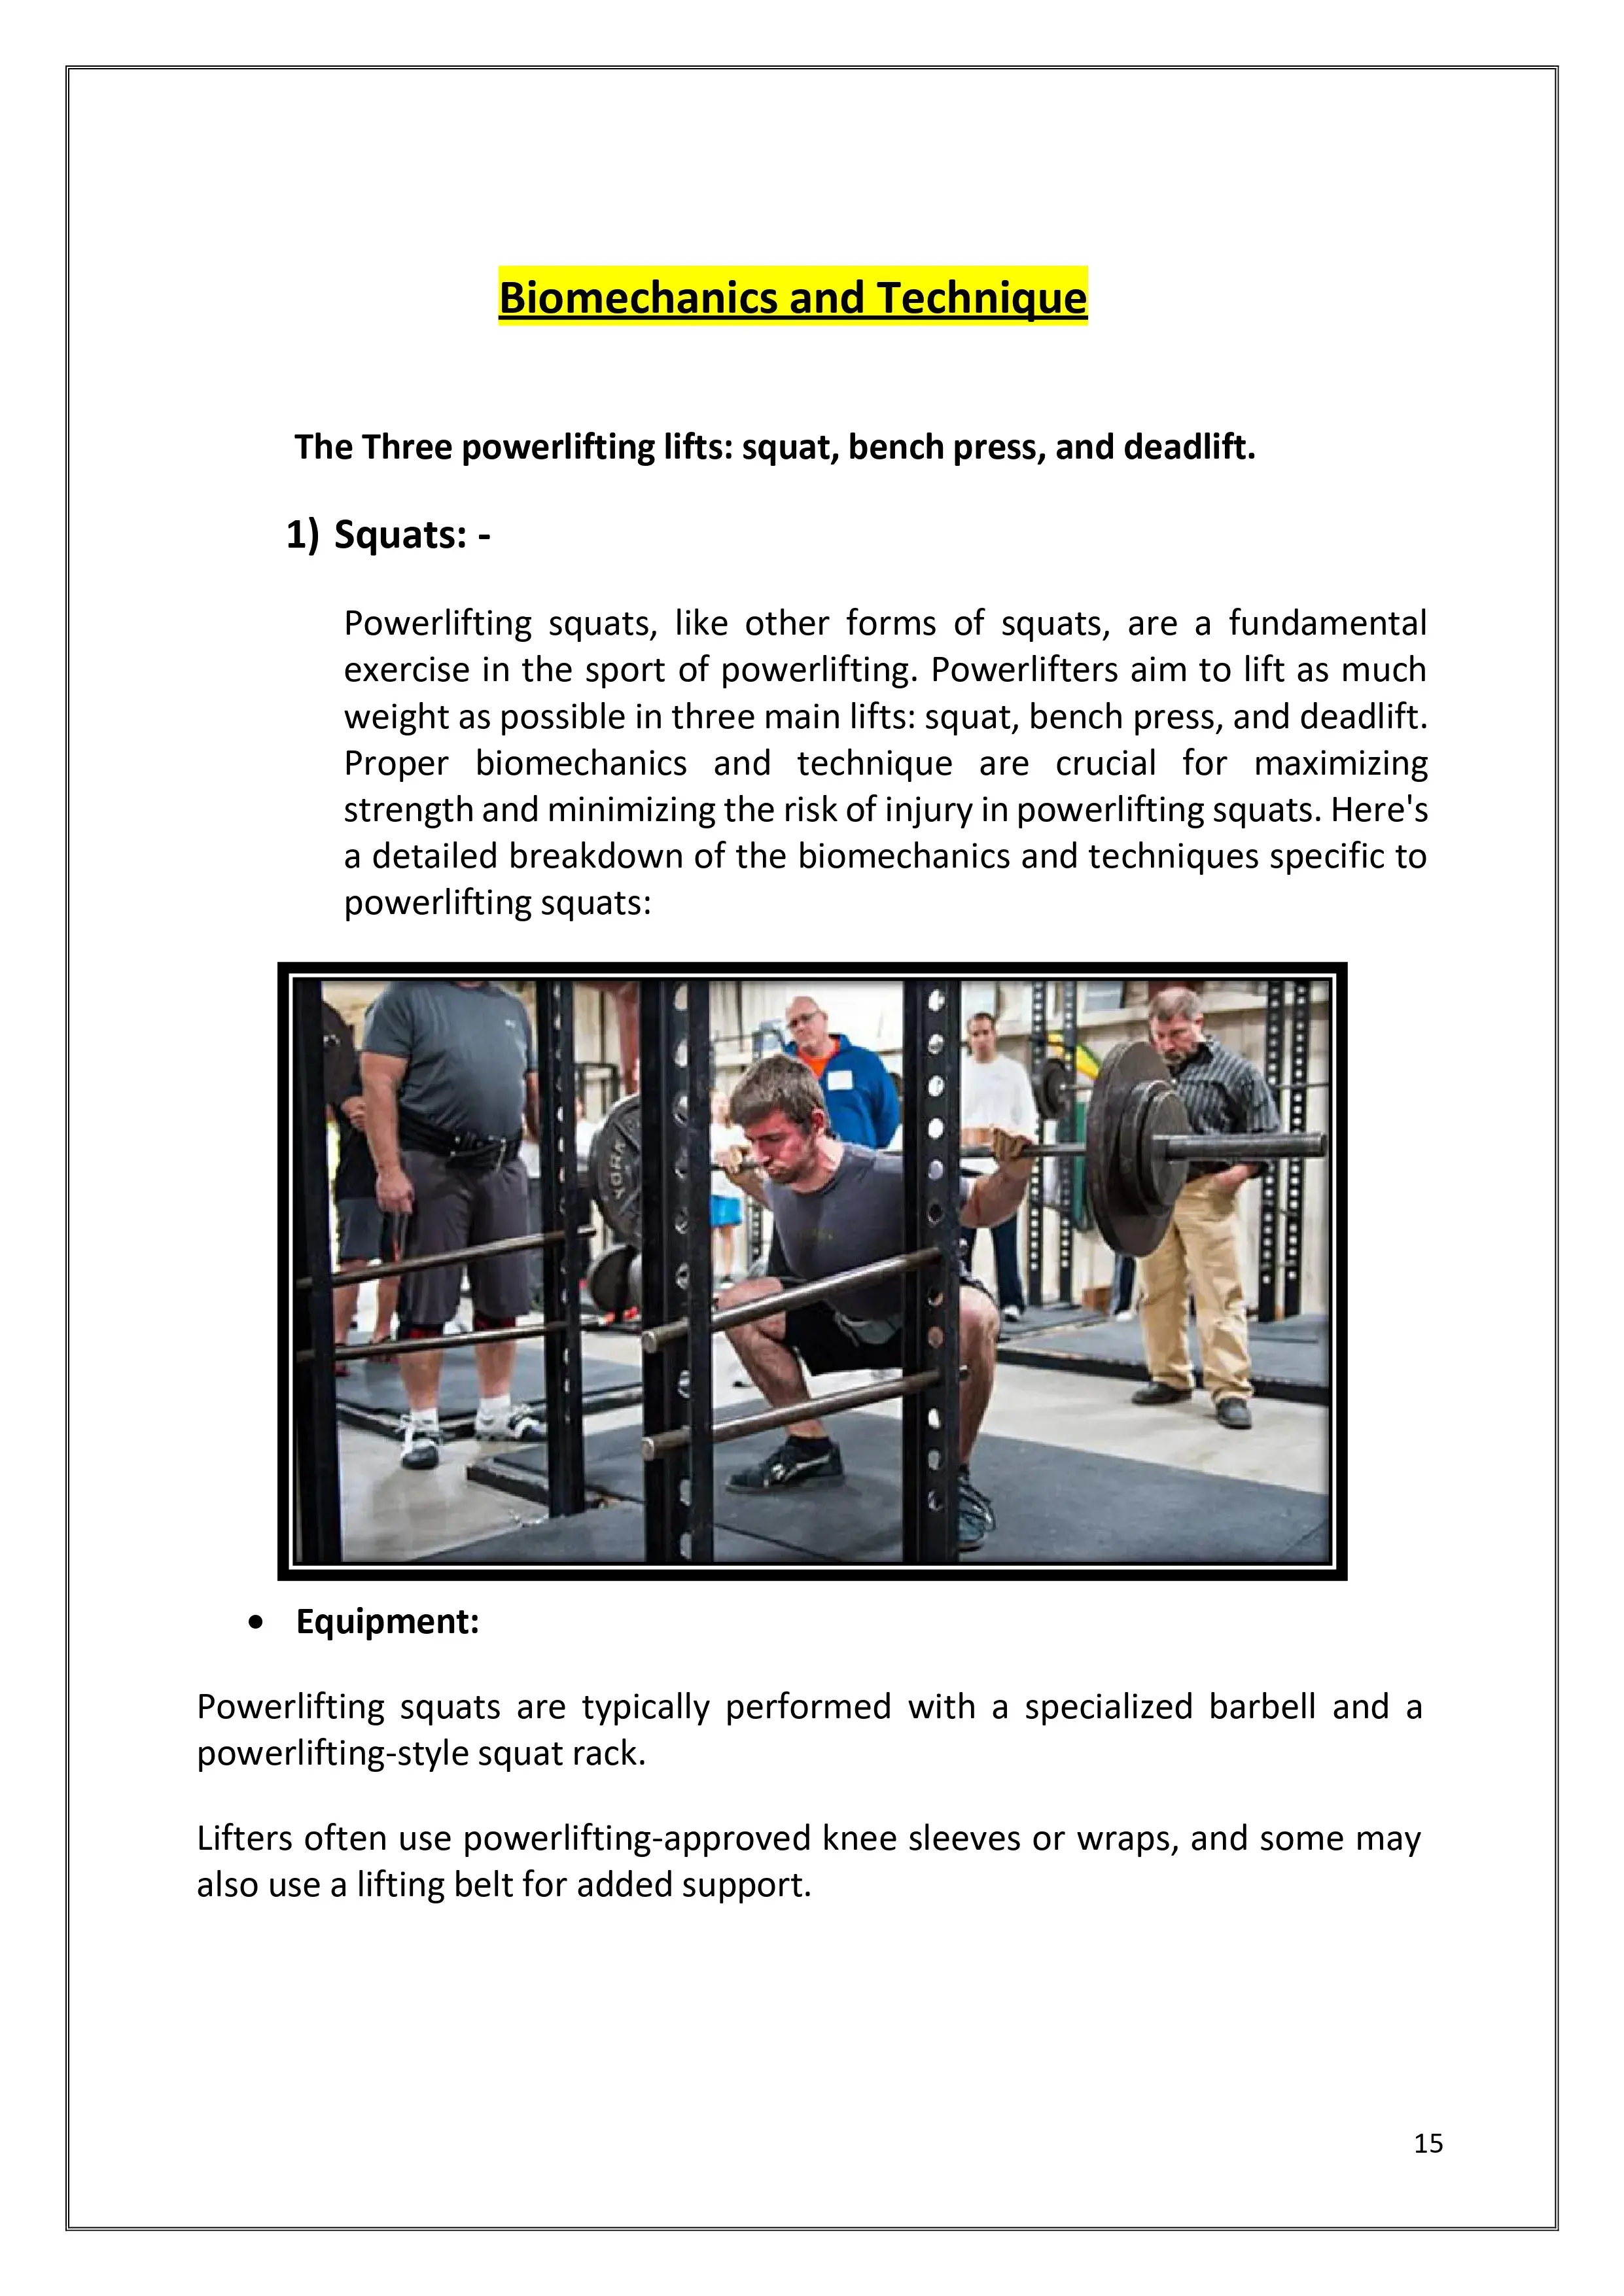 Biomechanics and Technique
The Three powerlifting lifts: squat, bench press, and deadlift.
1) Squats: -
Powerlifting squats, like other forms of squats, are a fundamental
exercise in the sport of powerlifting. Powerlifters aim to lift as much
weight as possible in three main lifts: squat, bench press, and deadlift.
Proper biomechanics and technique are crucial for maximizing
strength and minimizing the risk of injury in powerlifting squats. Here's
a detailed breakdown of the biomechanics and techniques specific to
powerlifting squats:
YORK
• Equipment:
Powerlifting squats are typically performed with a specialized barbell and a
powerlifting-style squat rack.
Lifters often use powerlifting-approved knee sleeves or wraps, and some may
also use a lifting belt for added support.
15